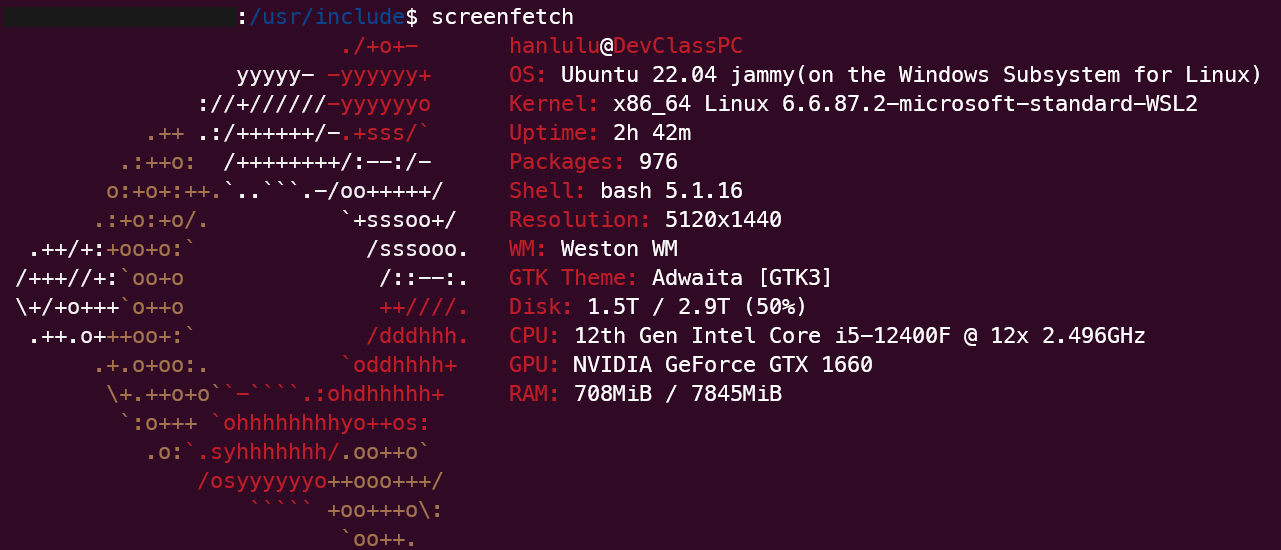 :/usr/include$ screenfetch
                          ./+o+-       hanlulu@DevClassPC
                  yyyyy- -yyyyyy+      OS: Ubuntu 22.04 jammy(on the Windows Subsystem for Linux)
               ://+//////-yyyyyyo      Kernel: x86_64 Linux 6.6.87.2-microsoft-standard-WSL2
           .++ .:/++++++/-.+sss/`      Uptime: 2h 42m
         .:++o:  /++++++++/:--:/-      Packages: 976
        o:+o+:++.`..```.-/oo+++++/     Shell: bash 5.1.16
       .:+o:+o/.          `+sssoo+/    Resolution: 5120x1440
  .++/+:+oo+o:`             /sssooo.   WM: Weston WM
 /+++//+:`oo+o               /::--:.   GTK Theme: Adwaita [GTK3]
 \+/+o+++`o++o               ++////.   Disk: 1.5T / 2.9T (50%)
  .++.o+++oo+:`             /dddhhh.   CPU: 12th Gen Intel Core i5-12400F @ 12x 2.496GHz
       .+.o+oo:.          `oddhhhh+    GPU: NVIDIA GeForce GTX 1660
        \+.++o+o``-````.:ohdhhhhh+     RAM: 708MiB / 7845MiB
         `:o+++ `ohhhhhhhhyo++os:
           .o:`.syhhhhhhh/.oo++o`
               /osyyyyyyo++ooo+++/
                   ````` +oo+++o\:
                          `oo++.